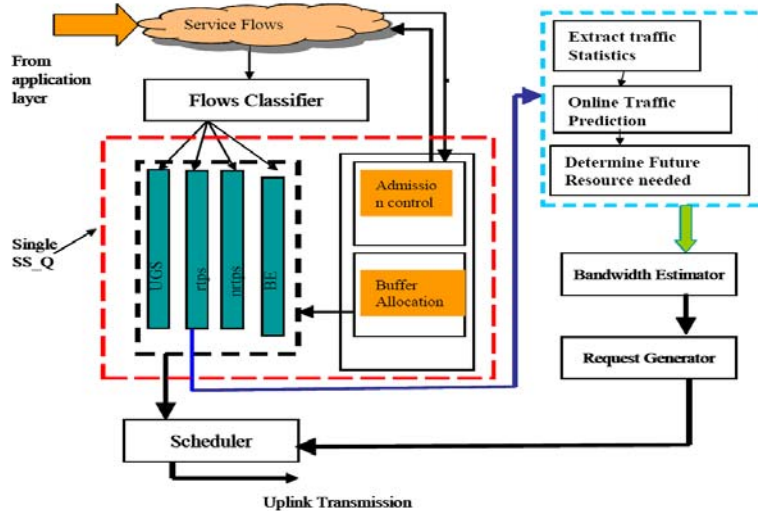 Service Flows
From
application
layer
Flows Classifier
Extract traffic
Statistics
Online Traffic
Prediction
Determine Future
Resource needed
Admissio
n control
Single
SS_Q
UGS
rtps
nrtps
BE
Buffer
Allocation
Bandwidth Estimator
Request Generator
Scheduler
Uplink Transmission